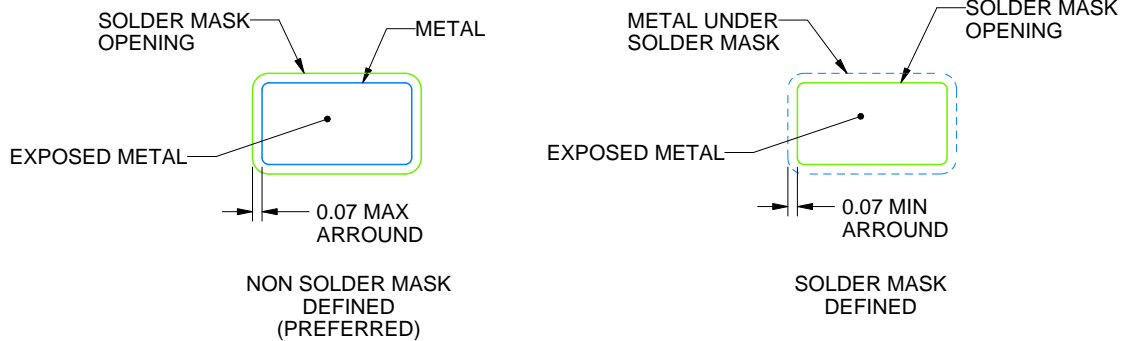 SOLDER MASK
OPENING
METAL
EXPOSED METAL
0.07 MAX
ARROUND
NON SOLDER MASK
DEFINED
(PREFERRED)
METAL UNDER
SOLDER MASK
SOLDER MASK
OPENING
EXPOSED METAL
0.07 MIN
ARROUND
SOLDER MASK
DEFINED